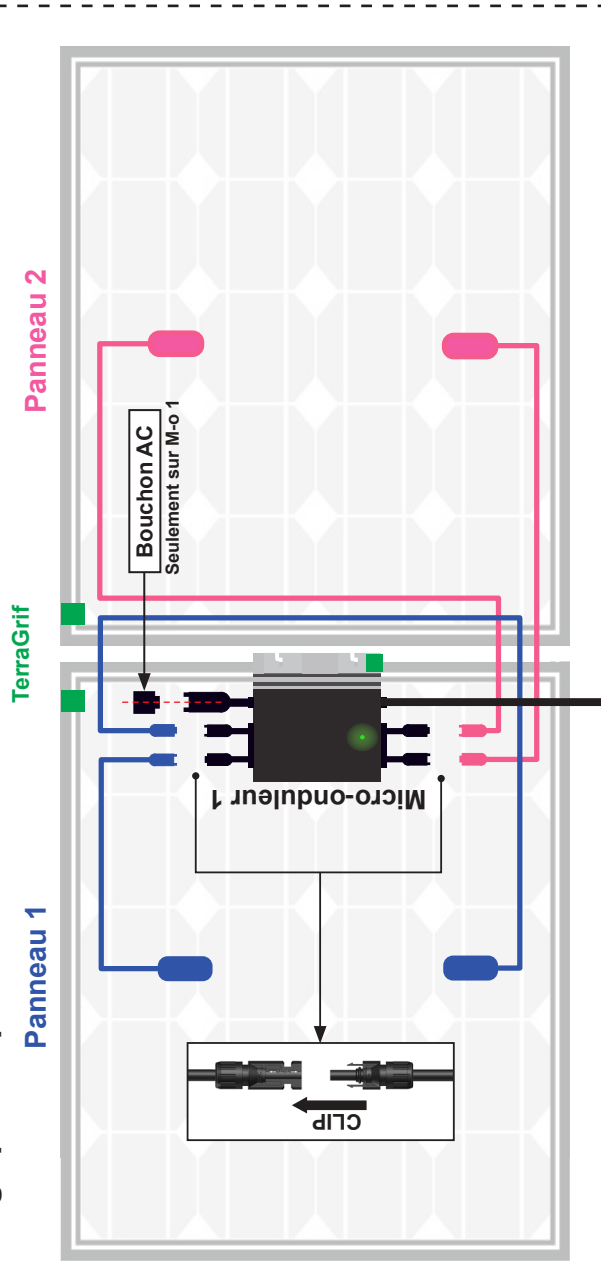 Panneau 2
Bouchon AC
Seulement sur M-o 1
TerraGrif
Micro-onduleur 1
Panneau 1
CLIP